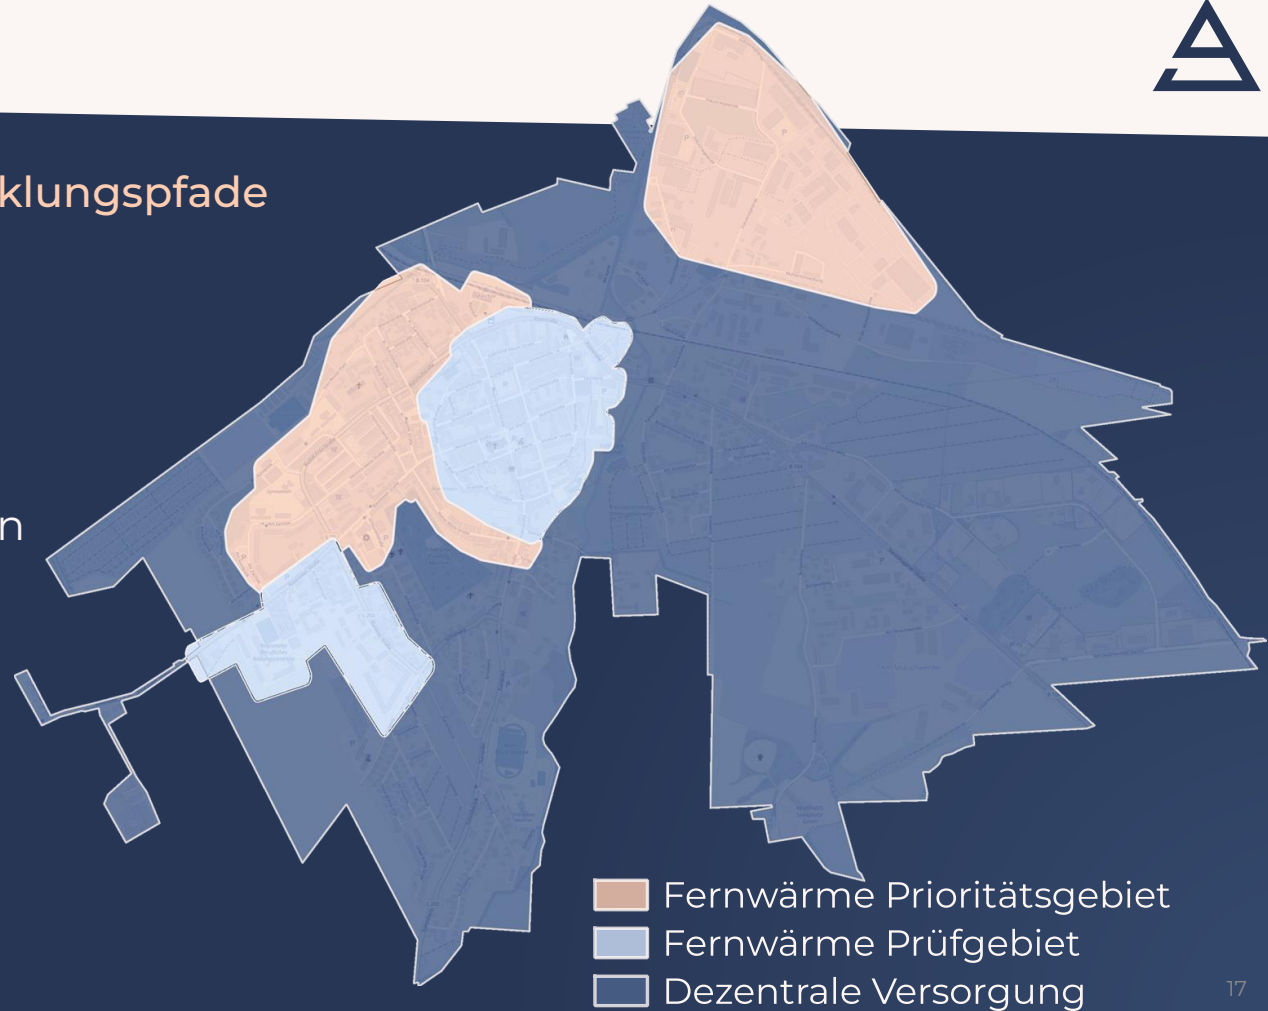 klungspfade
n
Fernwärme Prioritätsgebiet
Fernwärme Prüfgebiet
Dezentrale Versorgung
17